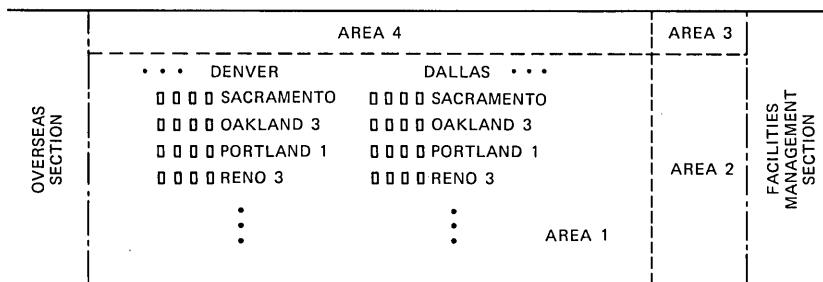 AREA 4
AREA 3
• • • DENVER
DALLAS • • •
▯ ▯ ▯ ▯ SACRAMENTO
▯ ▯ ▯ ▯ SACRAMENTO
▯ ▯ ▯ ▯ OAKLAND 3
▯ ▯ ▯ ▯ OAKLAND 3
▯ ▯ ▯ ▯ PORTLAND 1
▯ ▯ ▯ ▯ PORTLAND 1
▯ ▯ ▯ ▯ RENO 3
▯ ▯ ▯ ▯ RENO 3
OVERSEAS
SECTION
AREA 2
FACILITIES
MANAGEMENT
SECTION
AREA 1